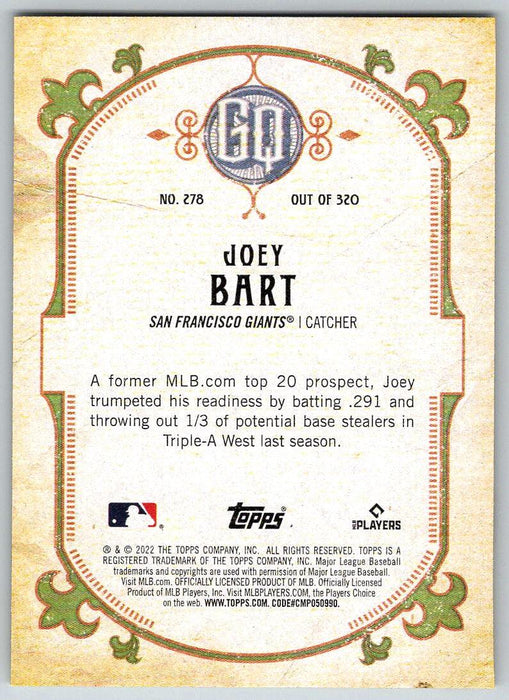 GQ
NO. 278 OUT OF 320
JOEY
BART
SAN FRANCISCO GIANTS® | CATCHER
A former MLB.com top 20 prospect, Joey
trumpeted his readiness by batting .291 and
throwing out 1/3 of potential base stealers in
Triple-A West last season.
topps® MLB PLAYERS
® & © 2022 THE TOPPS COMPANY, INC. ALL RIGHTS RESERVED. TOPPS IS A
REGISTERED TRADEMARK OF THE TOPPS COMPANY, INC. Major League Baseball
trademarks and copyrights are used with permission of Major League Baseball.
Visit MLB.com. OFFICIALLY LICENSED PRODUCT OF MLB. Officially Licensed
Product of MLB Players, Inc. Visit MLBPLAYERS.COM, the Players Choice
on the web. WWW.TOPPS.COM. CODE#CMP050990.